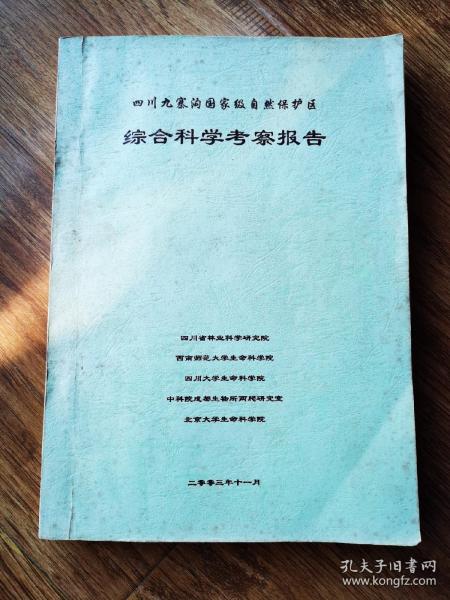 四川九寨沟国家级自然保护区
综合科学考察报告
四川省林业科学研究院
西南师范大学生命科学院
四川大学生命科学院
中科院成都生物所两爬研究室
北京大学生命科学院
二零零三年十一月
孔夫子旧书网
www.kongfz.com